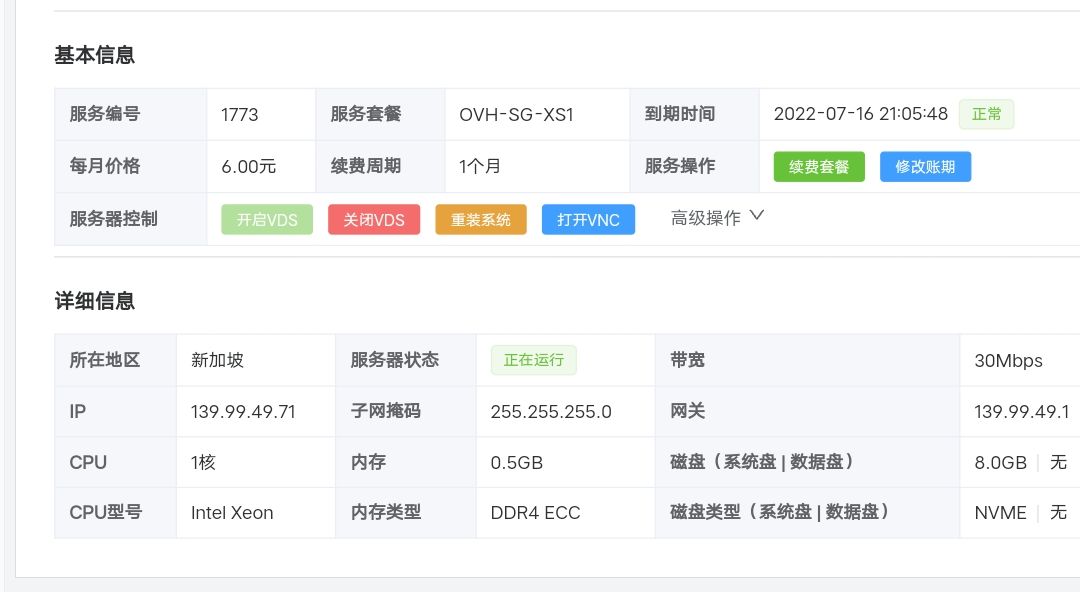 基本信息
服务编号 1773 服务套餐 OVH-SG-XS1 到期时间 2022-07-16 21:05:48 正常
每月价格 6.00元 续费周期 1个月 服务操作 续费套餐 修改账期
服务器控制 开启VDS 关闭VDS 重装系统 打开VNC 高级操作
详细信息
所在地区 新加坡 服务器状态 正在运行 带宽 30Mbps
IP 139.99.49.71 子网掩码 255.255.255.0 网关 139.99.49.1
CPU 1核 内存 0.5GB 磁盘（系统盘 | 数据盘） 8.0GB | 无
CPU型号 Intel Xeon 内存类型 DDR4 ECC 磁盘类型（系统盘 | 数据盘） NVME | 无